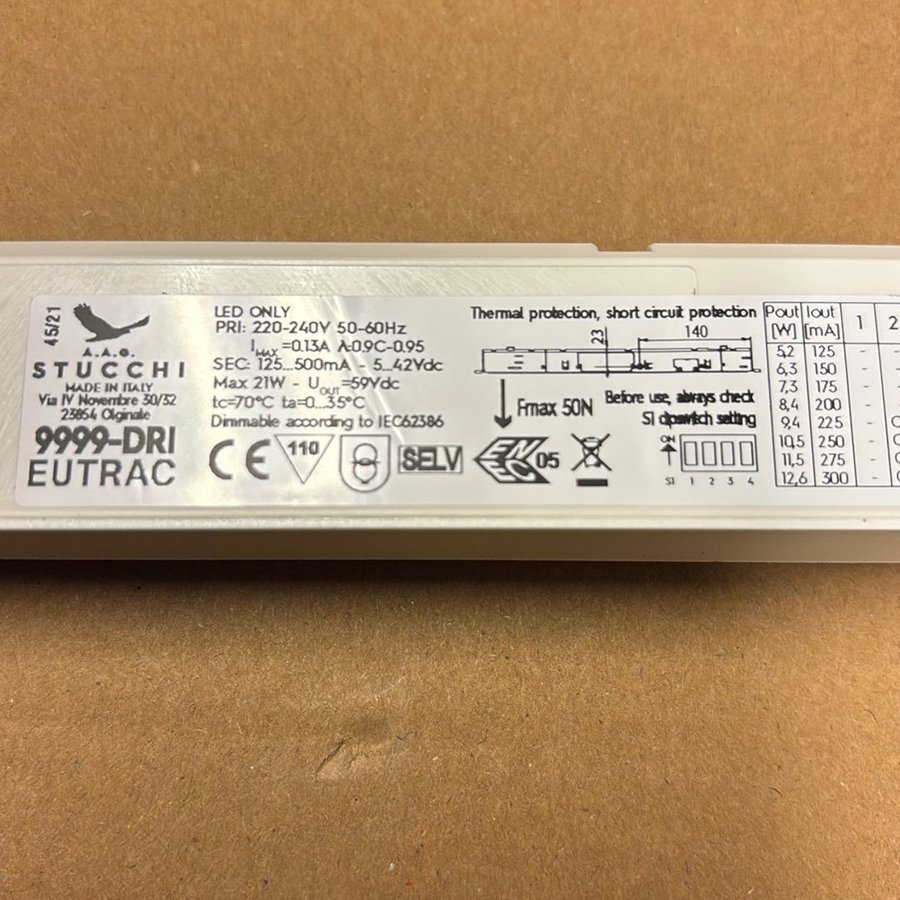 45/21
A.A.G.
STUCCHI
MADE IN ITALY
Via IV Novembre 30/32
23854 Olginate
9999-DRI
EUTRAC
LED ONLY
PRI: 220-240V 50-60Hz
IMAX=0.13A λ:0.9C-0.95
SEC: 125...500mA - 5...42Vdc
Max 21W - UOUT=59Vdc
tc=70°C ta=0...35°C
Dimmable according to IEC62386
CE 110 SELV ENEC 05
Thermal protection, short circuit protection
23 140
Fmax 50N
Before use, always check
S1 dipswitch setting
ON
S1 1 2 3 4
Pout [W] Iout [mA] 1 2
5,2 125 - -
6,3 150 - -
7,3 175 - -
8,4 200 - -
9,4 225 -
10,5 250 -
11,5 275 -
12,6 300 -